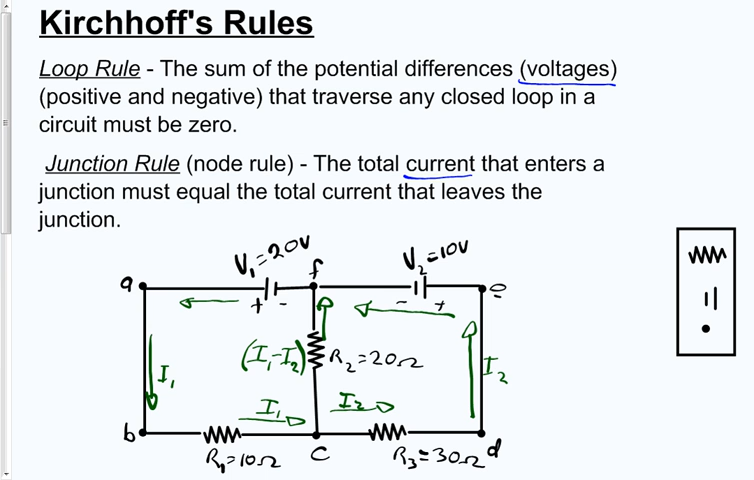 Kirchhoff's Rules
Loop Rule - The sum of the potential differences (voltages)
(positive and negative) that traverse any closed loop in a
circuit must be zero.
Junction Rule (node rule) - The total current that enters a
junction must equal the total current that leaves the
junction.
V₁=20V
f
V₂=10V
a
+ -
- +
e
I₁
(I₁-I₂)
R₂=20Ω
I₂
I₁
I₂
b
R₁=10Ω
c
R₃=30Ω
d